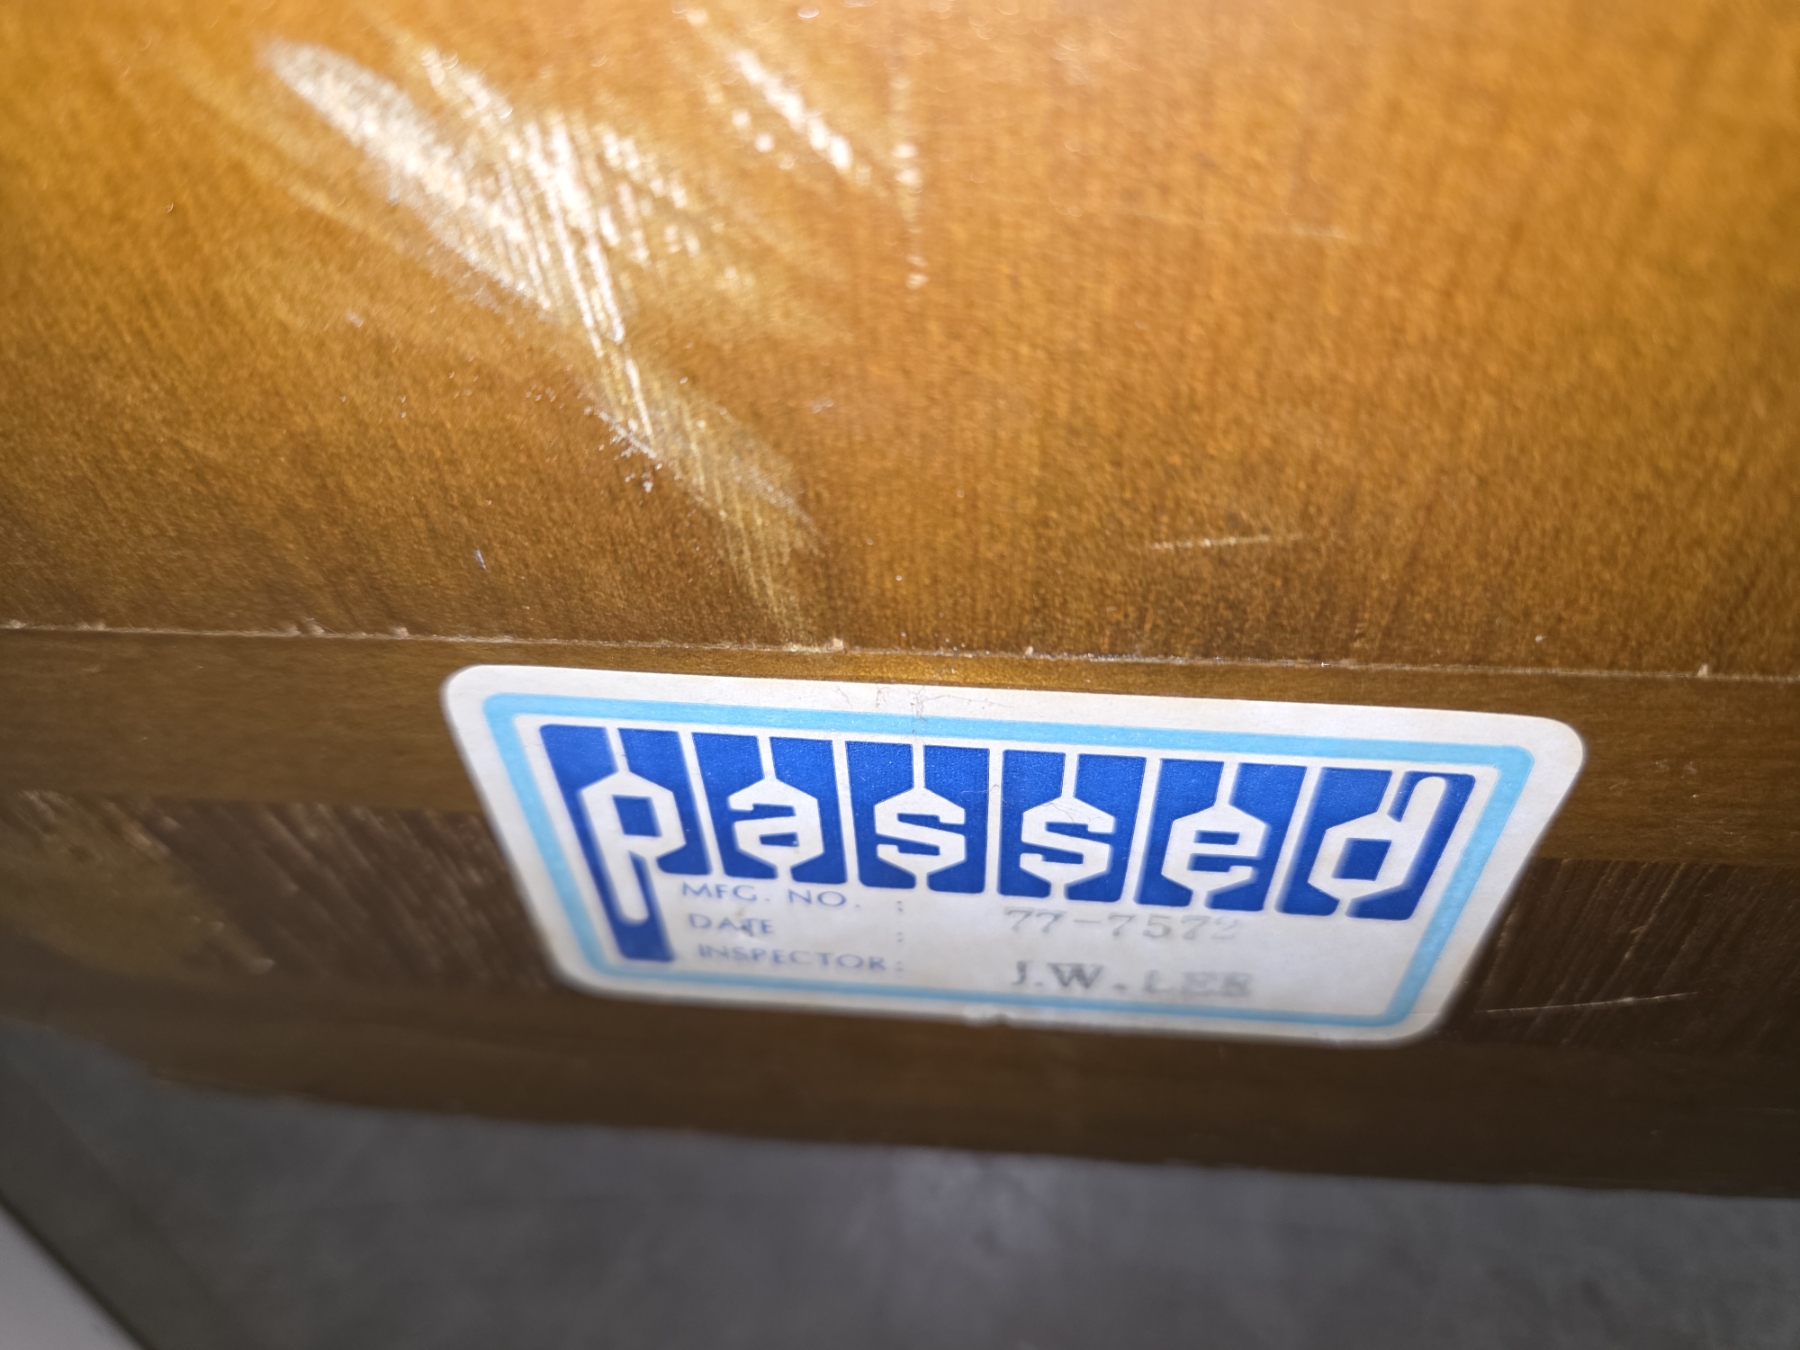 passed
MFG. NO. : 77-7572
DATE :
INSPECTOR: J.W. LEE